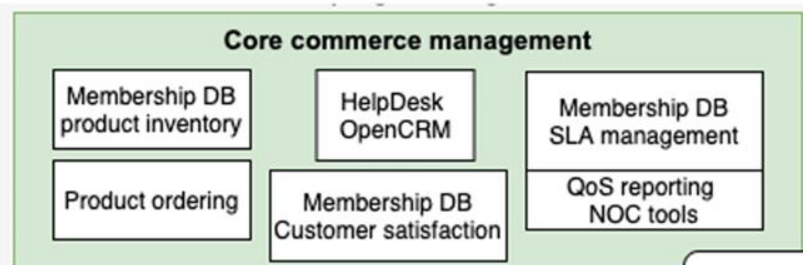 Core commerce management
Membership DB
product inventory
HelpDesk
OpenCRM
Membership DB
SLA management
Product ordering
Membership DB
Customer satisfaction
QoS reporting
NOC tools